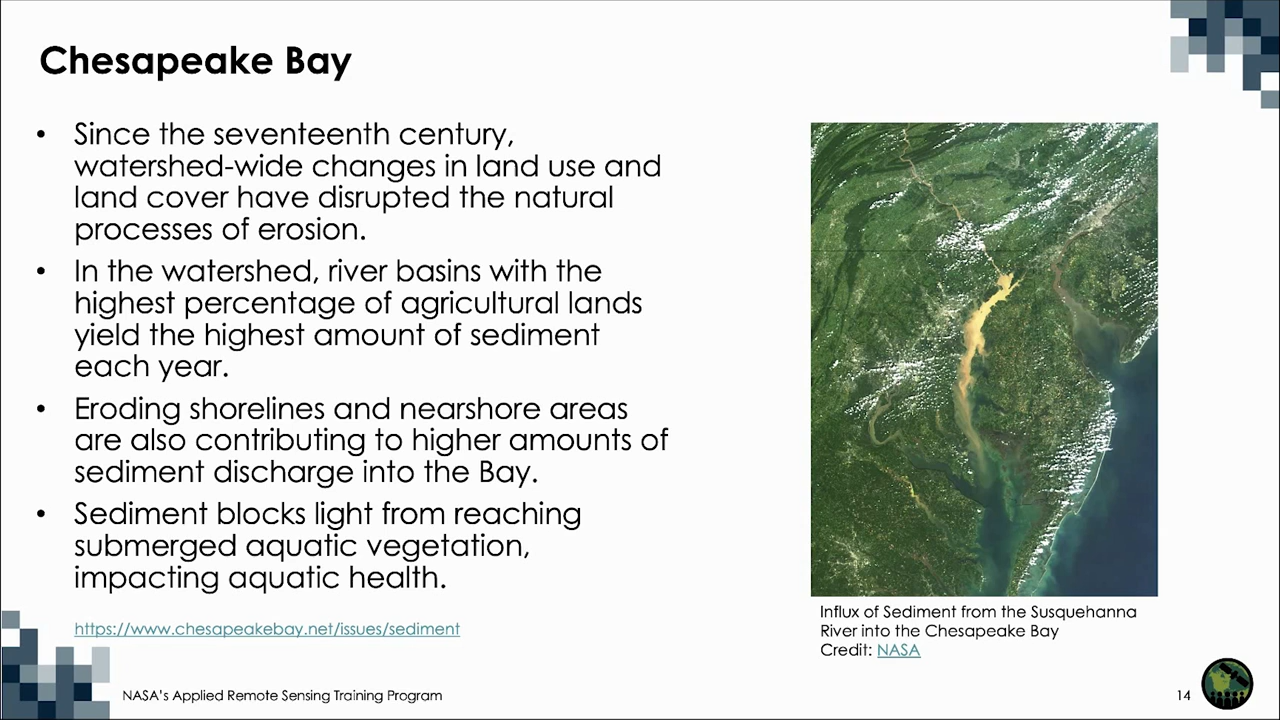 Chesapeake Bay
• Since the seventeenth century,
watershed-wide changes in land use and
land cover have disrupted the natural
processes of erosion.
• In the watershed, river basins with the
highest percentage of agricultural lands
yield the highest amount of sediment
each year.
• Eroding shorelines and nearshore areas
are also contributing to higher amounts of
sediment discharge into the Bay.
• Sediment blocks light from reaching
submerged aquatic vegetation,
impacting aquatic health.
https://www.chesapeakebay.net/issues/sediment
Influx of Sediment from the Susquehanna
River into the Chesapeake Bay
Credit: NASA
NASA's Applied Remote Sensing Training Program
14